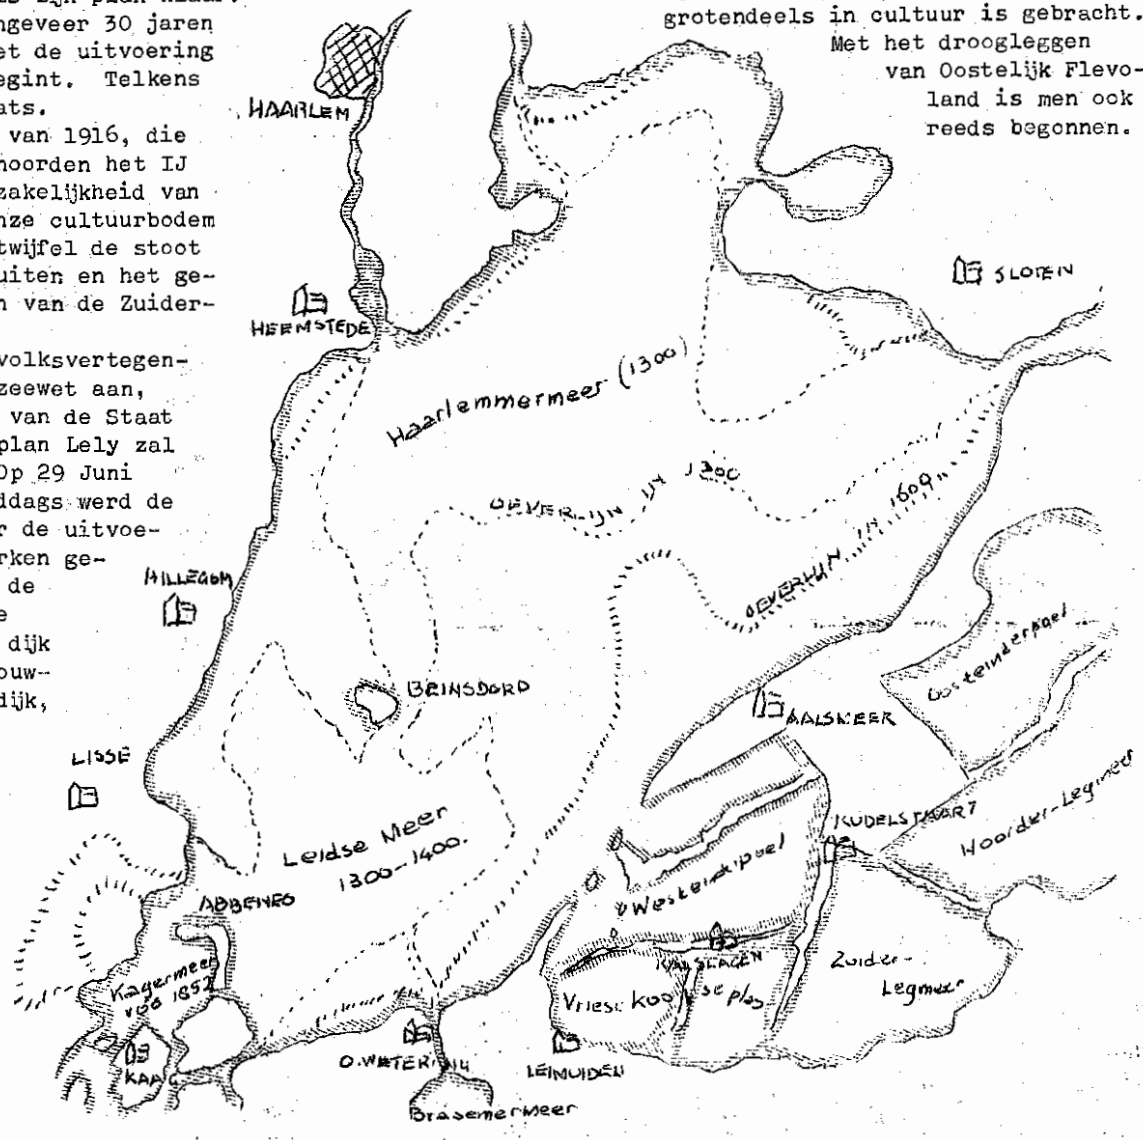 ngeveer 30 jaren
et de uitvoering
egint. Telkens
ats.
van 1916, die
noorden het IJ
zakelijkheid van
nze cultuurbodem
twijfel de stoot
uiten en het ge-
n van de Zuider-
volksvertegen-
zeewet aan,
van de Staat
plan Lely zal
Op 29 Juni
ddags werd de
r de uitvoe-
rken ge-
de
e
dijk
ouw-
dijk,
grotendeels in cultuur is gebracht.
Met het droogleggen
van Oostelijk Flevo-
land is men ook
reeds begonnen.
HAARLEM
SLOTEN
HEEMSTEDE
Haarlemmermeer (1300)
OEVERLIJN IN 1300
OEVERLIJN IN 1609
HILLEGOM
Oosteinderpoel
BEINSDORD
AALSMEER
LISSE
KUDELSTAART
Noorder-Legmeer
Leidse Meer
1300-1400.
Westeindpoel
ABBENES
KALSLAGEN
Zuider-
Legmeer
Kagermeer
voo 1852
Vriesekoopse plas
KAAG
O.WETERING
LEIMUIDEN
Brasemermeer